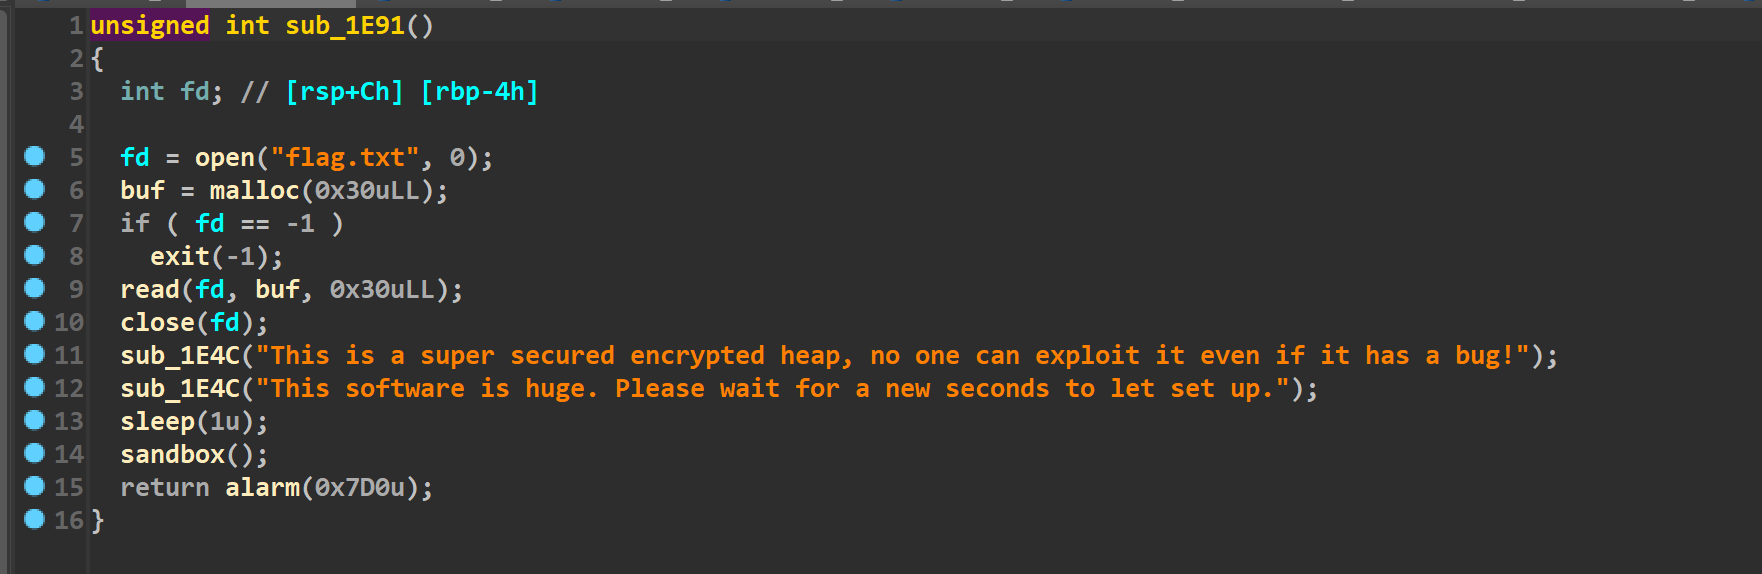 1 unsigned int sub_1E91()
2 {
3   int fd; // [rsp+Ch] [rbp-4h]
4
5   fd = open("flag.txt", 0);
6   buf = malloc(0x30uLL);
7   if ( fd == -1 )
8     exit(-1);
9   read(fd, buf, 0x30uLL);
10   close(fd);
11   sub_1E4C("This is a super secured encrypted heap, no one can exploit it even if it has a bug!");
12   sub_1E4C("This software is huge. Please wait for a new seconds to let set up.");
13   sleep(1u);
14   sandbox();
15   return alarm(0x7D0u);
16 }